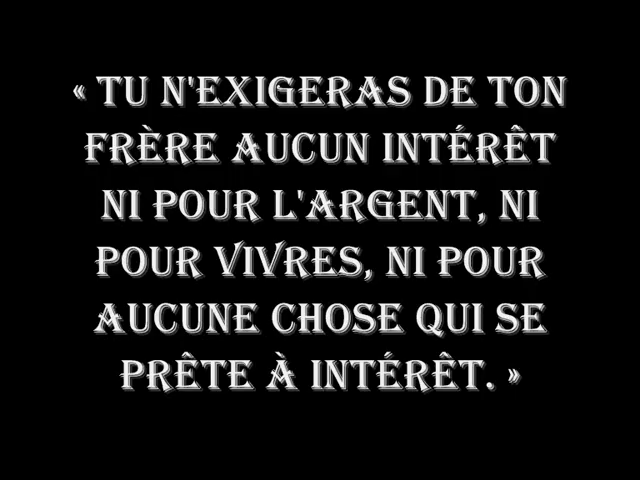 « TU N'EXIGERAS DE TON
FRÈRE AUCUN INTÉRÊT
NI POUR L'ARGENT, NI
POUR VIVRES, NI POUR
AUCUNE CHOSE QUI SE
PRÊTE À INTÉRÊT. »